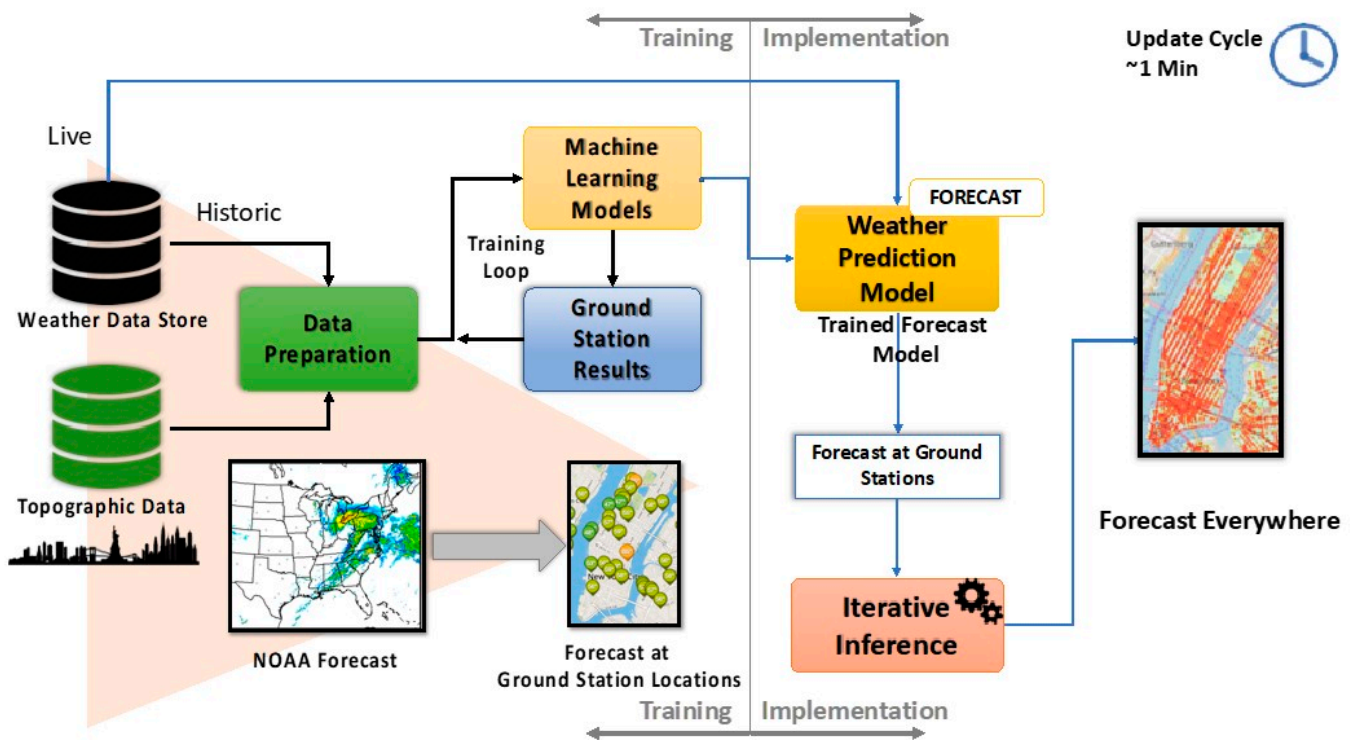 Training
Implementation
Update Cycle
~1 Min
Live
Historic
Machine
Learning
Models
FORECAST
Weather
Prediction
Model
Training
Loop
Weather Data Store
Data
Preparation
Ground
Station
Results
Trained Forecast
Model
Forecast at Ground
Stations
Topographic Data
Forecast Everywhere
Iterative
Inference
NOAA Forecast
Forecast at
Ground Station Locations
Training
Implementation